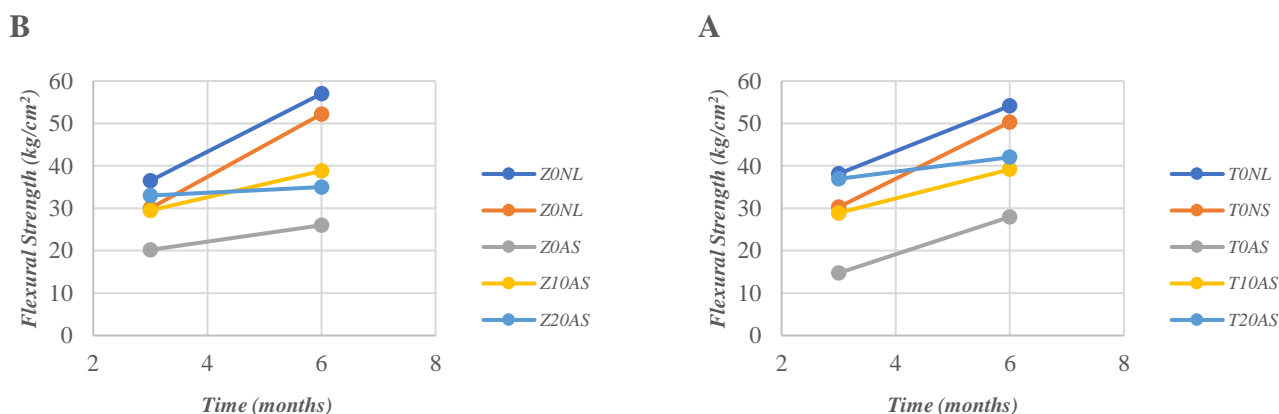 B
Flexural Strength (kg/cm²)
60
50
40
30
20
10
0
2
4
6
8
Time (months)
Z0NL
Z0NL
Z0AS
Z10AS
Z20AS
A
Flexural Strength (kg/cm²)
60
50
40
30
20
10
0
2
4
6
8
Time (months)
T0NL
T0NS
T0AS
T10AS
T20AS